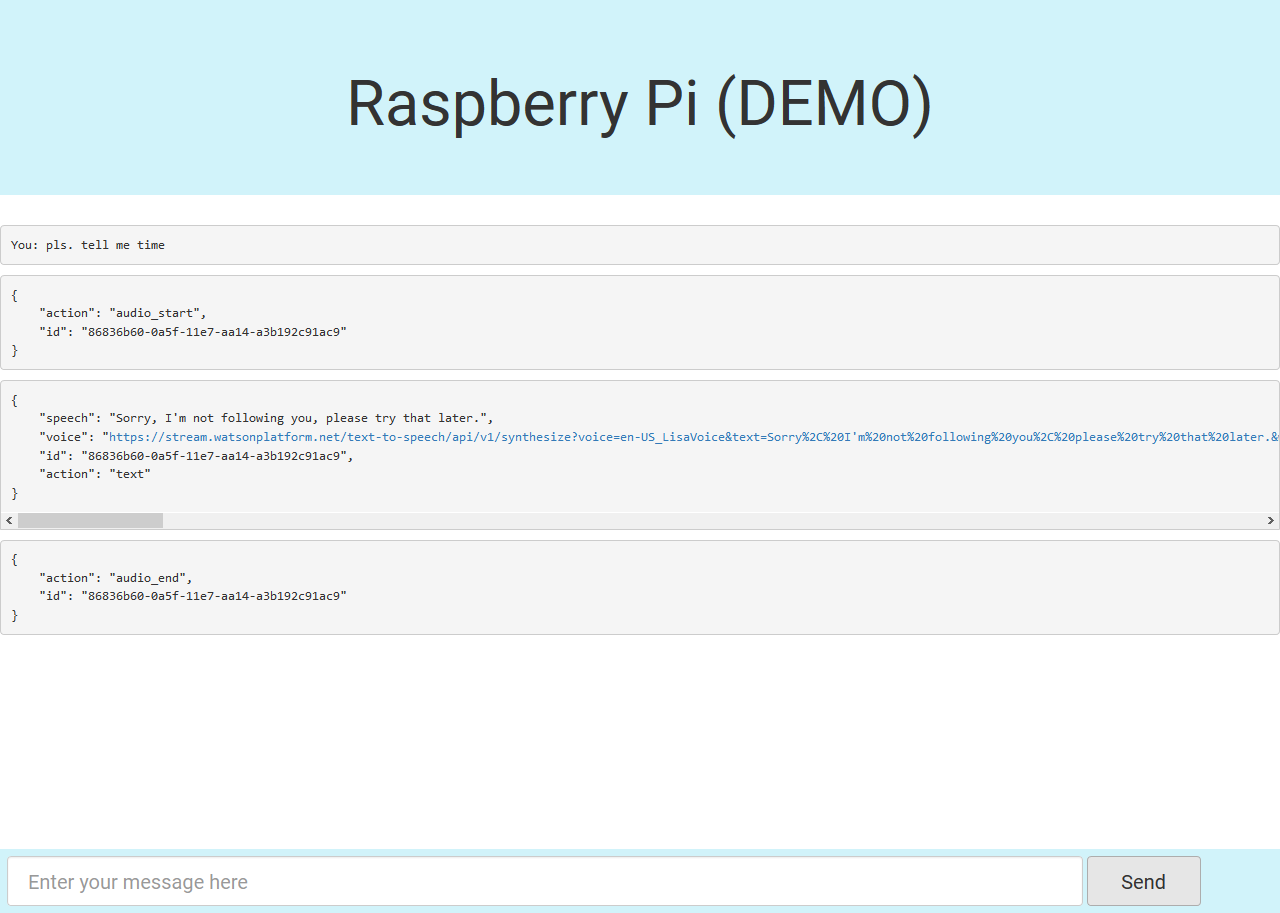 Raspberry Pi (DEMO)
You: pls. tell me time
{
    "action": "audio_start",
    "id": "86836b60-0a5f-11e7-aa14-a3b192c91ac9"
}
{
    "speech": "Sorry, I'm not following you, please try that later.",
    "voice": "https://stream.watsonplatform.net/text-to-speech/api/v1/synthesize?voice=en-US_LisaVoice&text=Sorry%2C%20I'm%20not%20following%20you%2C%20please%20try%20that%20later.&
    "id": "86836b60-0a5f-11e7-aa14-a3b192c91ac9",
    "action": "text"
}
{
    "action": "audio_end",
    "id": "86836b60-0a5f-11e7-aa14-a3b192c91ac9"
}
Enter your message here
Send